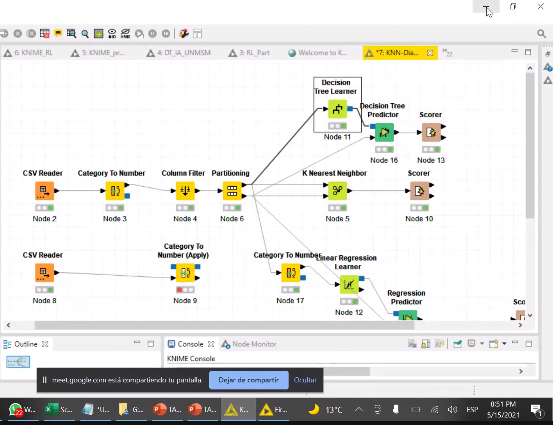 6: KNIME_RL
5: KNIME_pr...
4: DT_IA_UNMSM
3: RL_Part
Welcome to K...
*7: KNN-Dia...
22
Decision
Tree Learner
Node 11
Decision Tree
Predictor
Node 16
Scorer
Node 13
CSV Reader
Node 2
Category To Number
Node 3
Column Filter
Node 4
Partitioning
Node 6
K Nearest Neighbor
Node 5
Scorer
Node 10
CSV Reader
Node 8
Category To
Number (Apply)
Node 9
Category To Number
Node 17
Linear Regression
Learner
Node 12
Regression
Predictor
Sco
Outline
Console
Node Monitor
KNIME Console
meet.google.com está compartiendo tu pantalla.
Dejar de compartir
Ocultar
W...
Sc...
*U...
G...
IA...
IA...
K...
Fir...
13°C
ESP
8:51 PM
5/15/2021